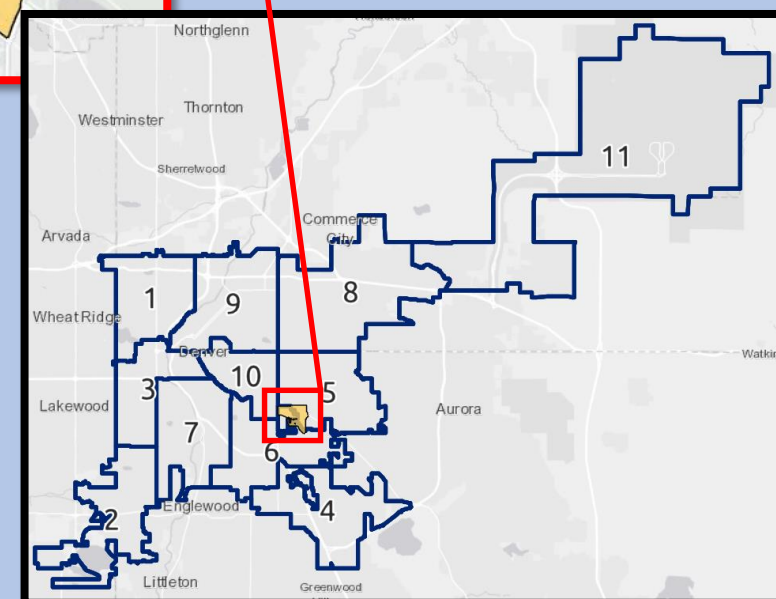 Northglenn
Thornton
Westminster
Sherrelwood
11
Commerce
City
Arvada
1
9
8
Wheat Ridge
Denver
10
5
3
Lakewood
Aurora
7
6
Englewood
4
2
Littleton
Greenwood